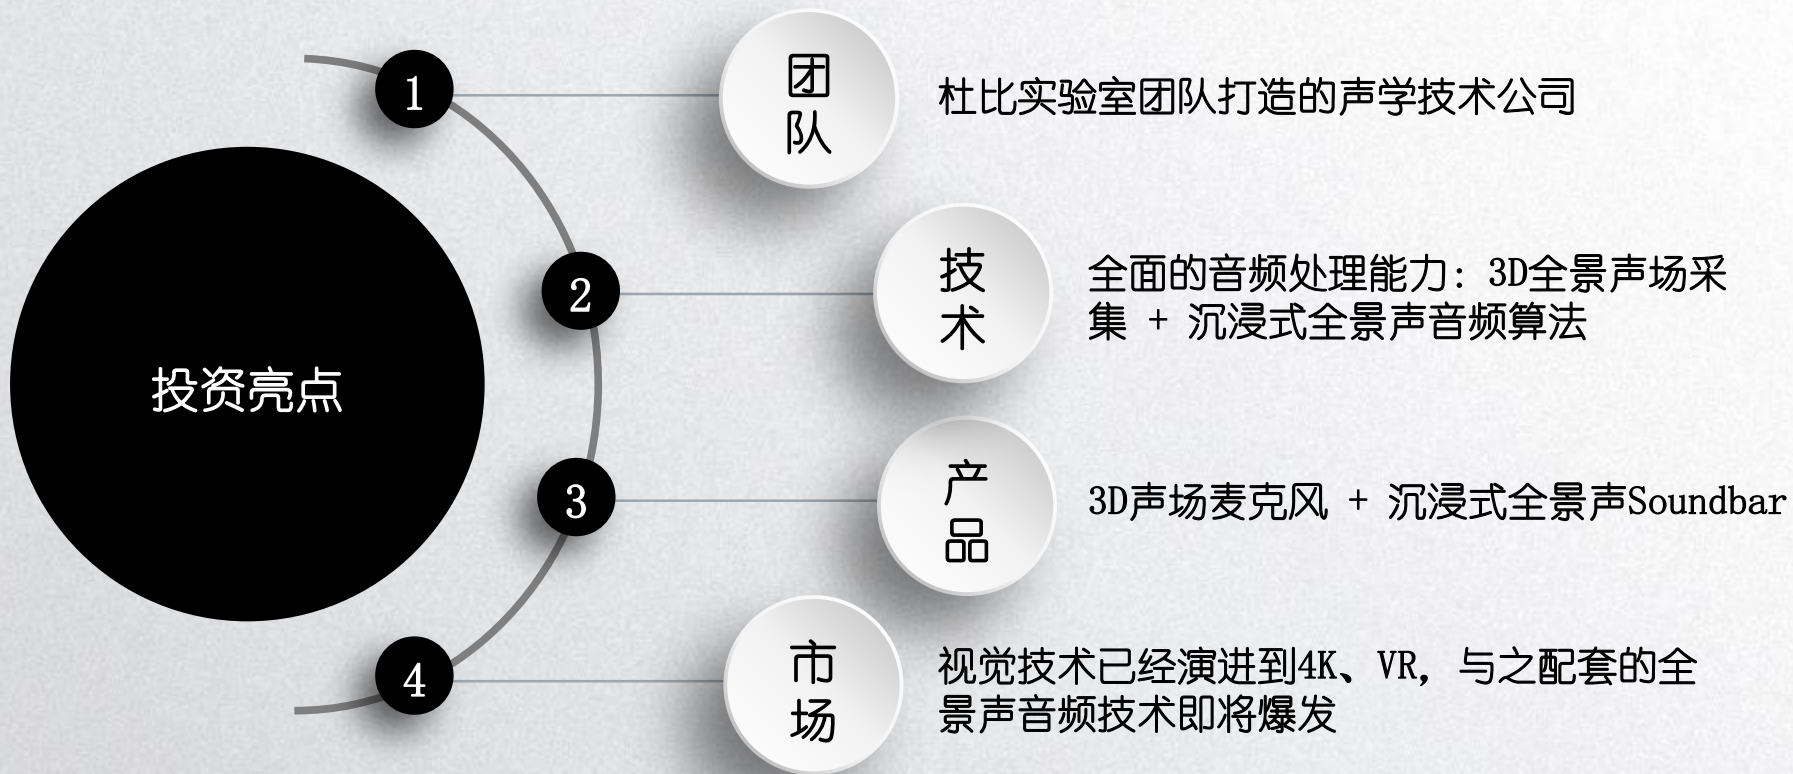 投资亮点
1
团
队
杜比实验室团队打造的声学技术公司
2
技
术
全面的音频处理能力：3D全景声场采
集 + 沉浸式全景声音频算法
3
产
品
3D声场麦克风 + 沉浸式全景声Soundbar
4
市
场
视觉技术已经演进到4K、VR，与之配套的全
景声音频技术即将爆发